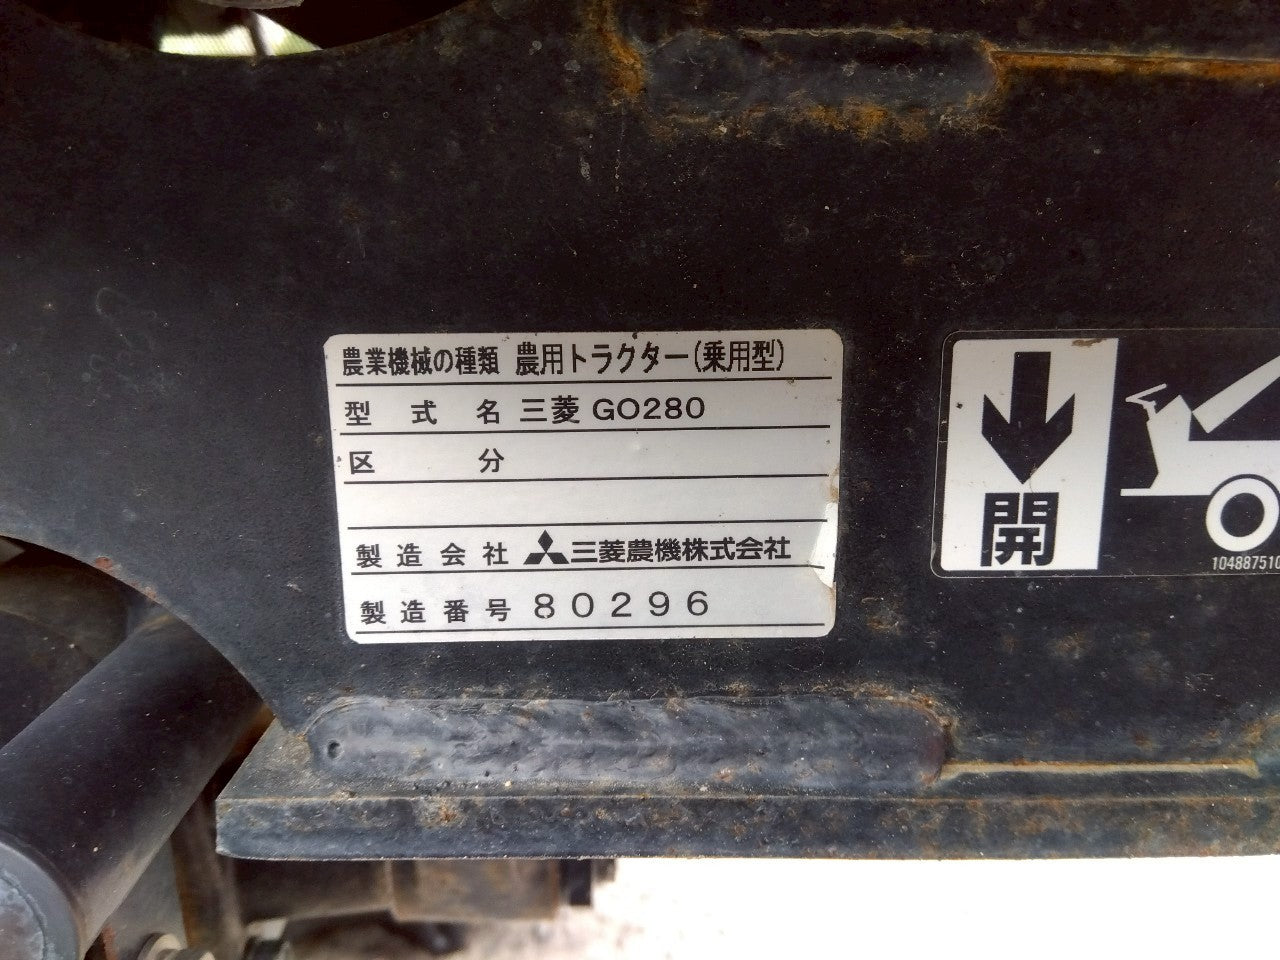 農業機械の種類 農用トラクター(乗用型)
型式名 三菱 GO280
区分
製造会社 三菱農機株式会社
製造番号 80296
開
104887510